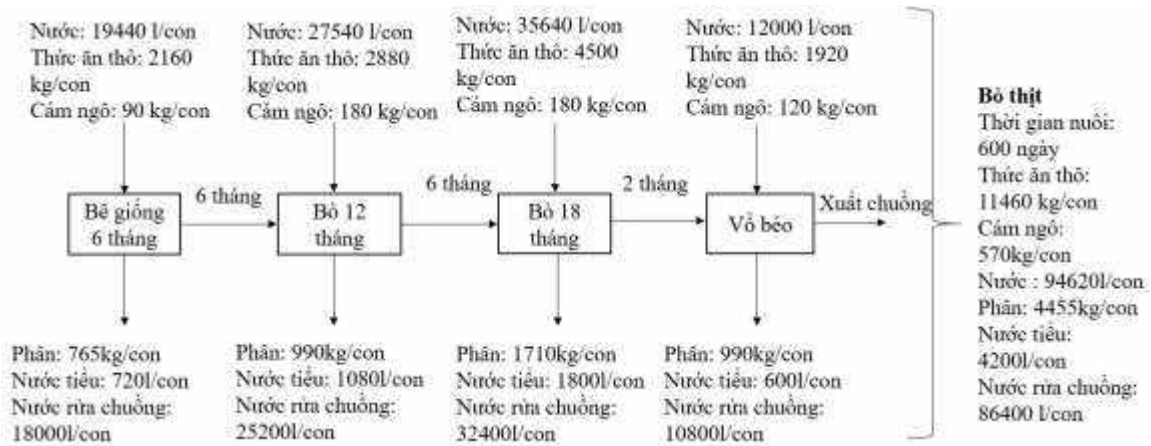 Nước: 19440 l/con
Thức ăn thô: 2160
kg/con
Cám ngô: 90 kg/con
Nước: 27540 l/con
Thức ăn thô: 2880
kg/con
Cám ngô: 180 kg/con
Nước: 35640 l/con
Thức ăn thô: 4500
kg/con
Cám ngô: 180 kg/con
Nước: 12000 l/con
Thức ăn thô: 1920
kg/con
Cám ngô: 120 kg/con
Bê giống
6 tháng
6 tháng
Bò 12
tháng
6 tháng
Bò 18
tháng
2 tháng
Vỗ béo
Xuất chuồng
Phân: 765kg/con
Nước tiểu: 720l/con
Nước rửa chuồng:
18000l/con
Phân: 990kg/con
Nước tiểu: 1080l/con
Nước rửa chuồng:
25200l/con
Phân: 1710kg/con
Nước tiểu: 1800l/con
Nước rửa chuồng:
32400l/con
Phân: 990kg/con
Nước tiểu: 600l/con
Nước rửa chuồng:
10800l/con
Bò thịt
Thời gian nuôi:
600 ngày
Thức ăn thô:
11460 kg/con
Cám ngô:
570kg/con
Nước : 94620l/con
Phân: 4455kg/con
Nước tiểu:
4200l/con
Nước rửa chuồng:
86400 l/con